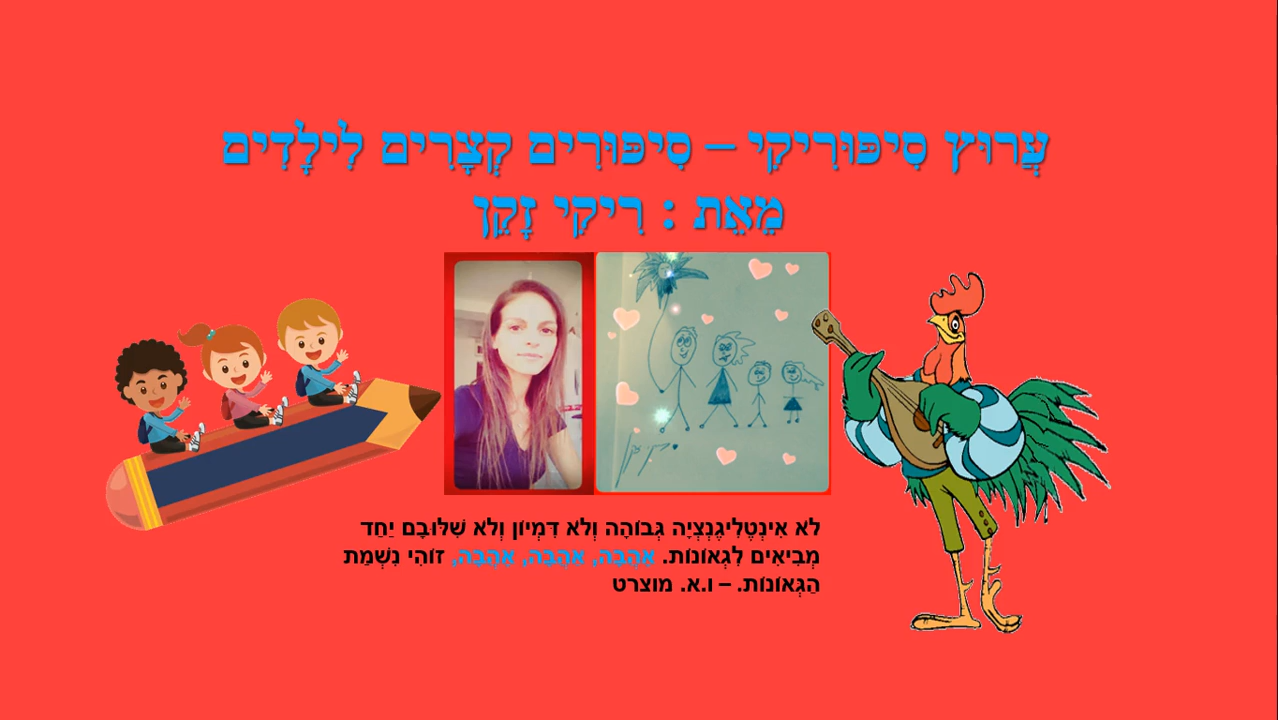 עֲרוּץ סִיפּוּרִיקִי – סִיפּוּרִים קְצָרִים לִילָדִים
מֵאֵת : רִיקִי זָקֵן
לֹא אִינְטֶלִיגֶנְצְיָה גְּבוֹהָה וְלֹא דִּמְיוֹן וְלֹא שִׁלּוּבָם יַחַד
מְבִיאִים לִגְאוֹנוּת. אַהֲבָה, אַהֲבָה, אַהֲבָה, זוֹהִי נִשְׁמַת
הַגְּאוֹנוּת. – ו.א. מוצרט